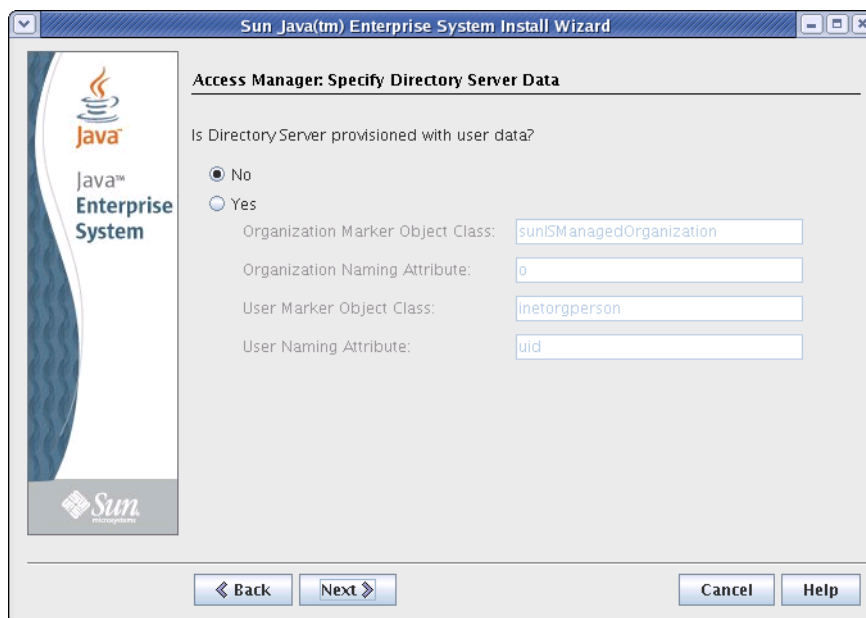 Sun Java(tm) Enterprise System Install Wizard
Java™
Java™
Enterprise
System
Sun
microsystems
Access Manager: Specify Directory Server Data
Is Directory Server provisioned with user data?
No
Yes
Organization Marker Object Class: sunISManagedOrganization
Organization Naming Attribute: o
User Marker Object Class: inetorgperson
User Naming Attribute: uid
Back Next Cancel Help